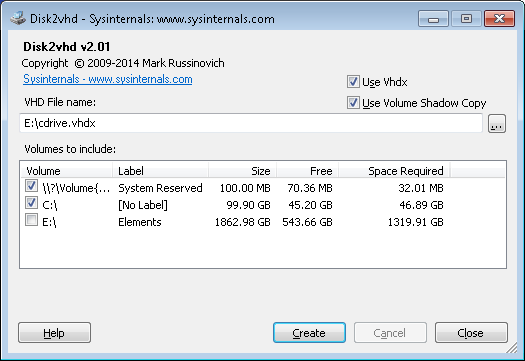 Disk2vhd - Sysinternals: www.sysinternals.com
Disk2vhd v2.01
Copyright © 2009-2014 Mark Russinovich
Sysinternals - www.sysinternals.com
Use Vhdx
VHD File name:
Use Volume Shadow Copy
E:\cdrive.vhdx
...
Volumes to include:
Volume Label Size Free Space Required
\\?\Volume{... System Reserved 100.00 MB 70.36 MB 32.01 MB
C:\ [No Label] 99.90 GB 45.20 GB 46.89 GB
E:\ Elements 1862.98 GB 543.66 GB 1319.91 GB
Help Create Cancel Close